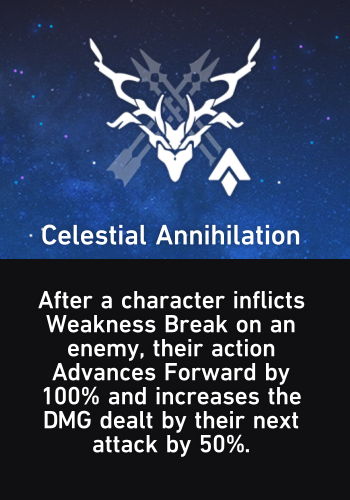 Celestial Annihilation
After a character inflicts
Weakness Break on an
enemy, their action
Advances Forward by
100% and increases the
DMG dealt by their next
attack by 50%.